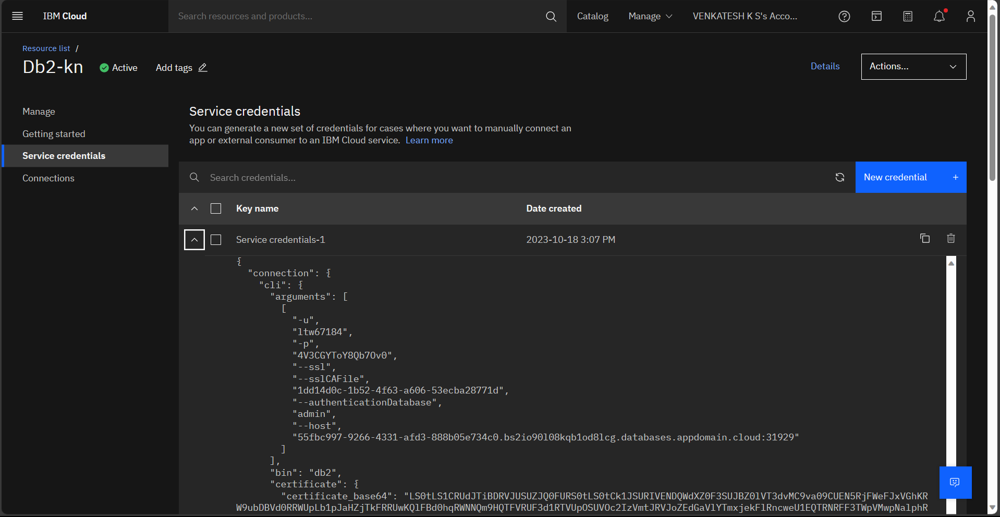 IBM Cloud
Search resources and products...
Catalog
Manage
VENKATESH K S's Acco...
Resource list /
Db2-kn
Active
Add tags
Details
Actions...
Manage
Getting started
Service credentials
Connections
Service credentials
You can generate a new set of credentials for cases where you want to manually connect an
app or external consumer to an IBM Cloud service. Learn more
Search credentials...
New credential +
Key name
Date created
Service credentials-1
2023-10-18 3:07 PM
{
"connection": {
"cli": {
"arguments": [
[
"-u",
"ltw67184",
"-p",
"4V3CGYToY8Qb7Ov0",
"--ssl",
"--sslCAFile",
"1dd14d0c-1b52-4f63-a606-53ecba28771d",
"--authenticationDatabase",
"admin",
"--host",
"55fbc997-9266-4331-afd3-888b05e734c0.bs2io90l08kqb1od8lcg.databases.appdomain.cloud:31929"
]
],
"bin": "db2",
"certificate": {
"certificate_base64": "LS0tLS1CRUdJTiBDRVJUSUZJQ0FURS0tLS0tCk1JSURIVENDQWdXZ0F3SUJBZ0lVT3dvMC9va09CUEN5RjFWeFJxVGhKR
W9ubDBVd0RRWUpLb1pJaHZjTkFRRUwKQlFBd0hqRWNNQm9HQTFVRUF3d1RTVUpOSUVOc2IzVmtJRVJoZEdGaVlYTmxjekFlRncweU1EQTRNRFF3TWpVMwpNalphR